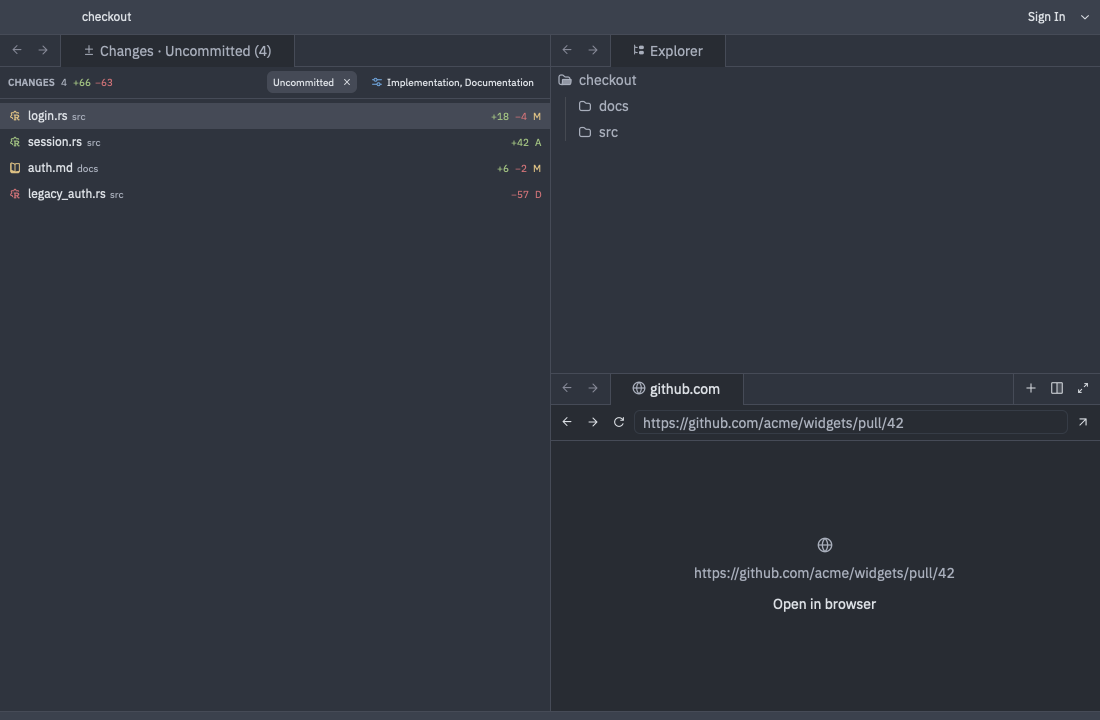 checkout
Sign In
Changes · Uncommitted (4)
CHANGES 4 +66 −63
Uncommitted
Implementation, Documentation
login.rs src +18 −4 M
session.rs src +42 A
auth.md docs +6 −2 M
legacy_auth.rs src −57 D
Explorer
checkout
docs
src
github.com
https://github.com/acme/widgets/pull/42
https://github.com/acme/widgets/pull/42
Open in browser